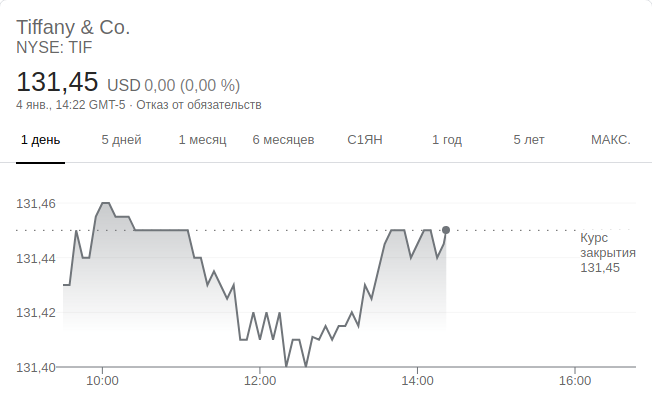 Tiffany & Co.
NYSE: TIF
131,45 USD 0,00 (0,00 %)
4 янв., 14:22 GMT-5 · Отказ от обязательств
1 день 5 дней 1 месяц 6 месяцев С1ЯН 1 год 5 лет МАКС.
131,46
131,44
131,42
131,40
Курс
закрытия
131,45
10:00 12:00 14:00 16:00